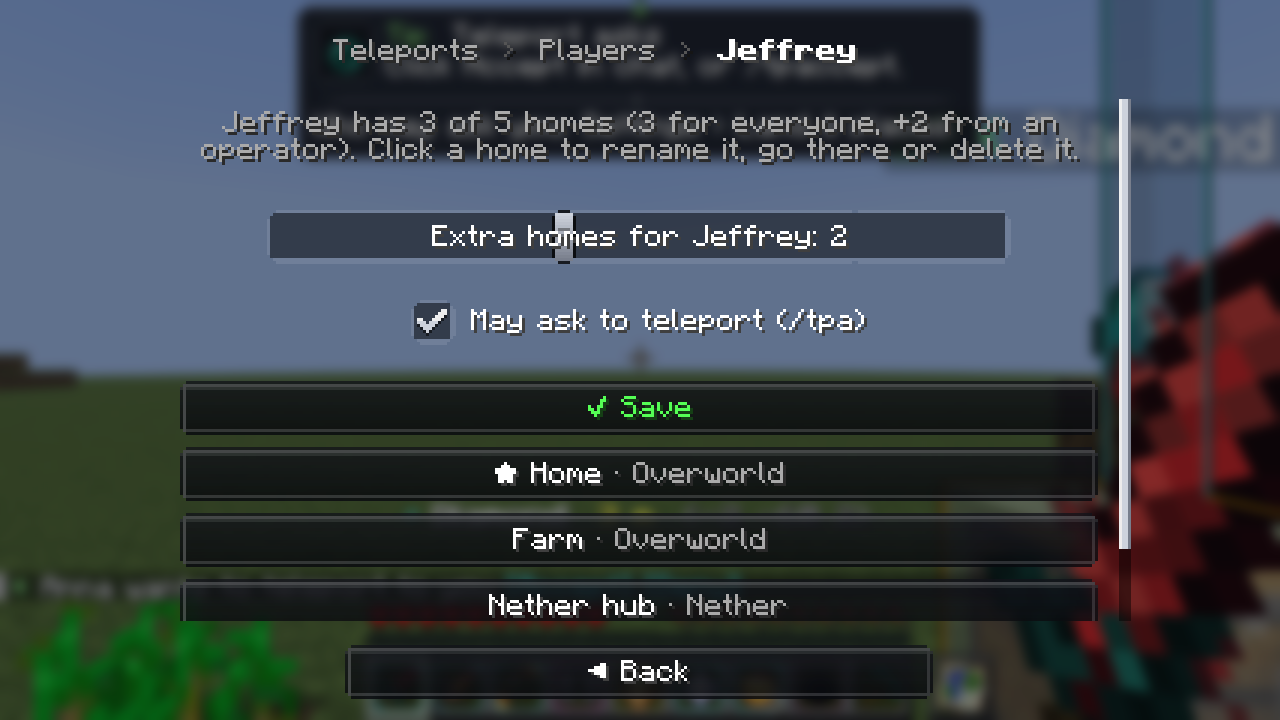 Teleports > Players > Jeffrey
Jeffrey has 3 of 5 homes (3 for everyone, +2 from an
operator). Click a home to rename it, go there or delete it.
Extra homes for Jeffrey: 2
May ask to teleport (/tpa)
✔ Save
★ Home · Overworld
Farm · Overworld
Nether hub · Nether
◀ Back